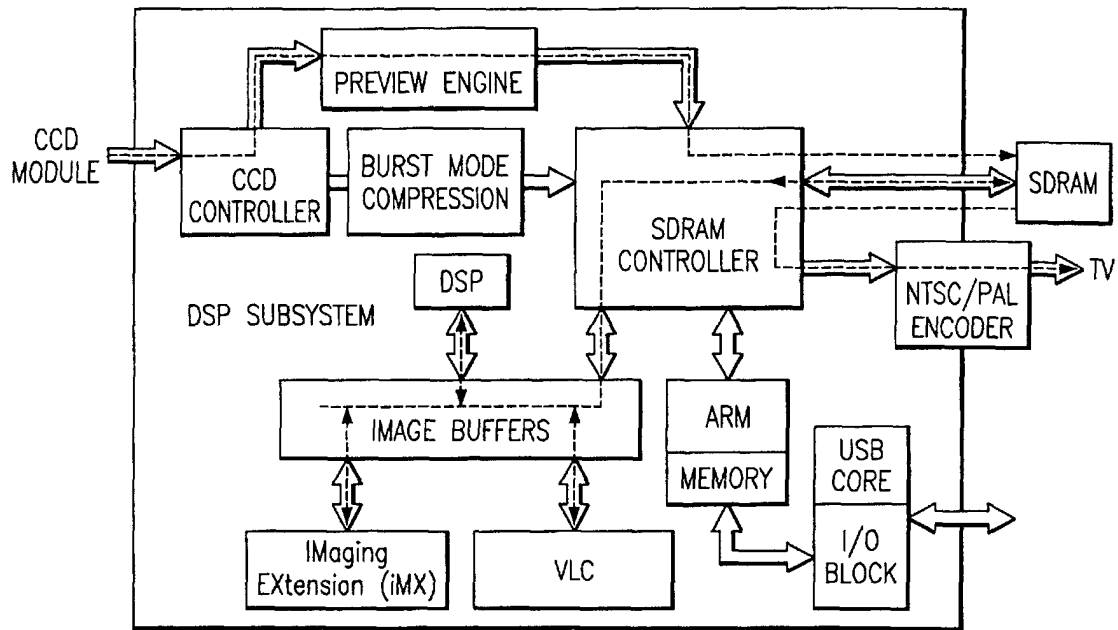 PREVIEW ENGINE
CCD
MODULE
CCD
CONTROLLER
BURST MODE
COMPRESSION
SDRAM
CONTROLLER
SDRAM
NTSC/PAL
ENCODER
TV
DSP
DSP SUBSYSTEM
IMAGE BUFFERS
ARM
MEMORY
USB
CORE
I/O
BLOCK
IMaging
EXtension (iMX)
VLC